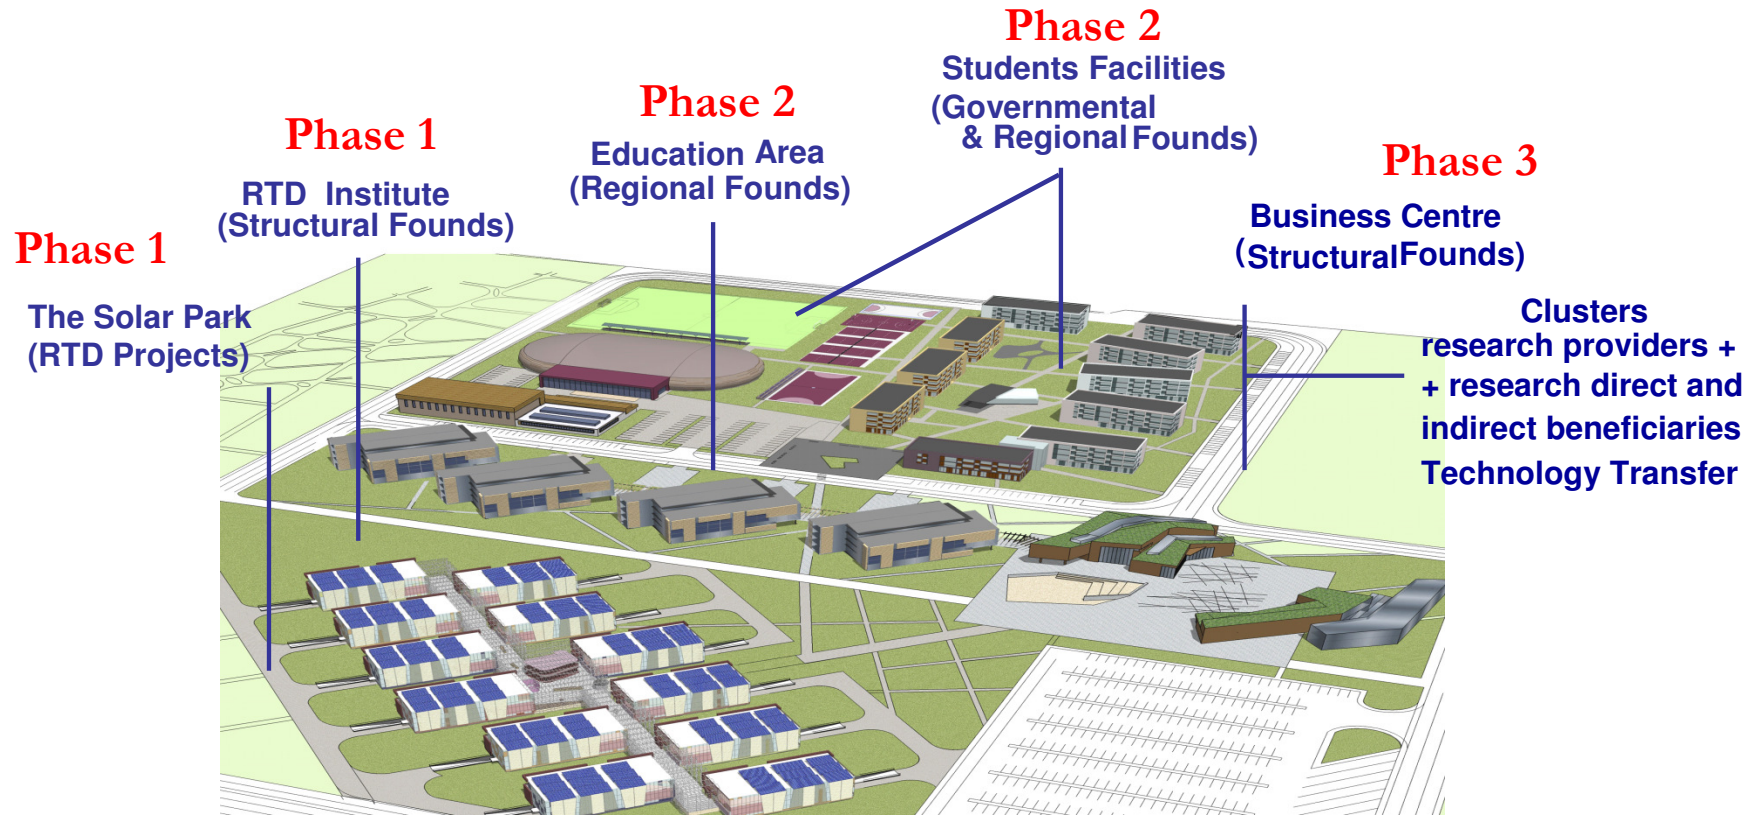 Phase 1
The Solar Park
(RTD Projects)
Phase 1
RTD Institute
(Structural Founds)
Phase 2
Education Area
(Regional Founds)
Phase 2
Students Facilities
(Governmental
& Regional Founds)
Phase 3
Business Centre
(Structural Founds)
Clusters
research providers +
+ research direct and
indirect beneficiaries
Technology Transfer